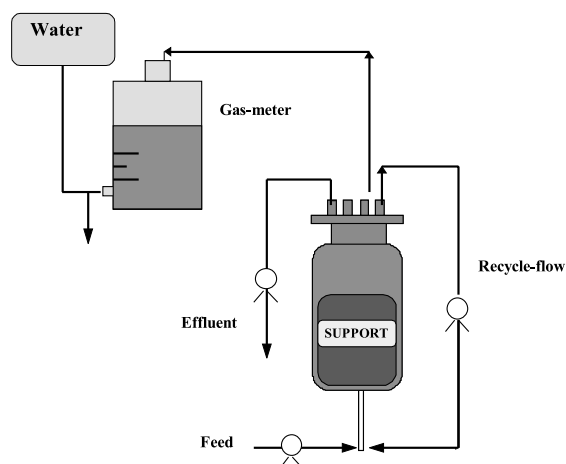 Water
Gas-meter
Recycle-flow
Effluent
SUPPORT
Feed